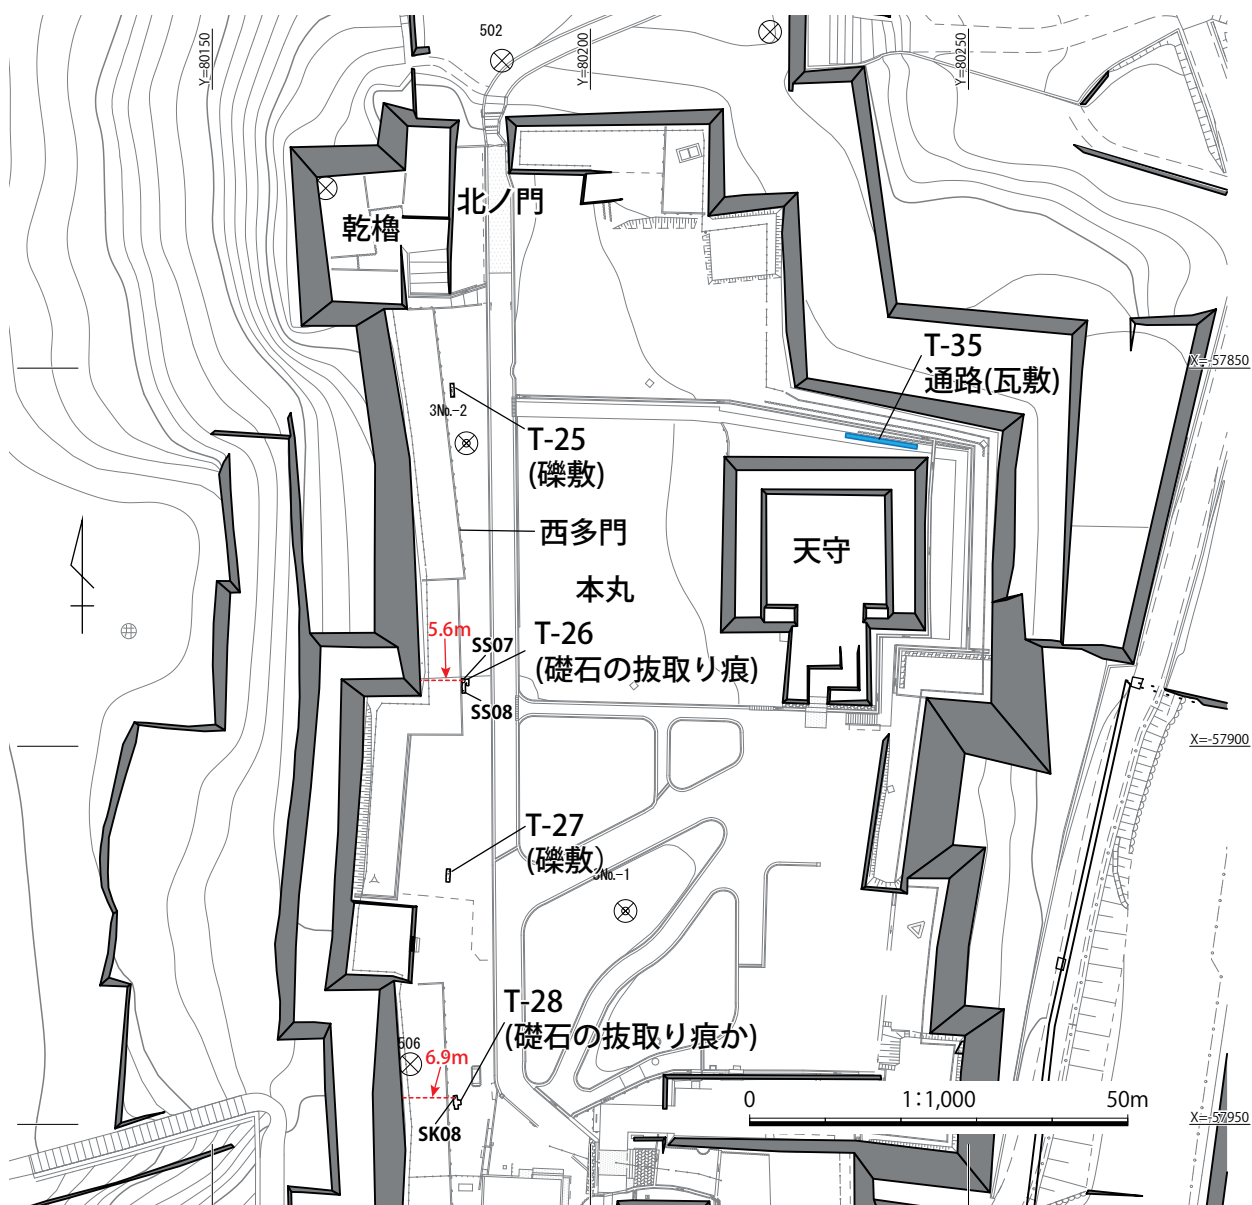 502
Y=80150
Y=80200
Y=80250
北ノ門
乾櫓
T-35
通路(瓦敷)
X=-57850
3No.-2
T-25
(礫敷)
西多門
天守
本丸
5.6m
SS07
T-26
(礎石の抜取り痕)
SS08
X=-57900
T-27
(礫敷)
3No.-1
T-28
(礎石の抜取り痕か)
506
6.9m
SK08
0
1:1,000
50m
X=-57950